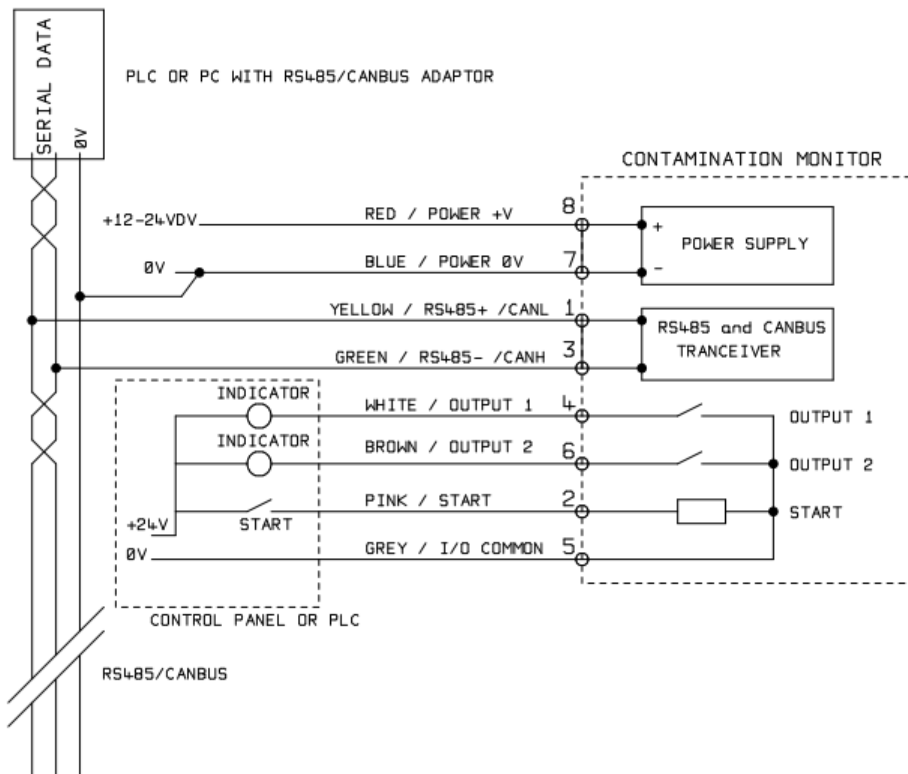 SERIAL DATA
0V
PLC OR PC WITH RS485/CANBUS ADAPTOR
CONTAMINATION MONITOR
+12-24VDV
RED / POWER +V
8
+
POWER SUPPLY
0V
BLUE / POWER 0V
7
-
YELLOW / RS485+ /CANL
1
RS485 and CANBUS
TRANCEIVER
GREEN / RS485- /CANH
3
INDICATOR
WHITE / OUTPUT 1
4
OUTPUT 1
INDICATOR
BROWN / OUTPUT 2
6
OUTPUT 2
PINK / START
2
START
START
+24V
0V
GREY / I/O COMMON
5
CONTROL PANEL OR PLC
RS485/CANBUS